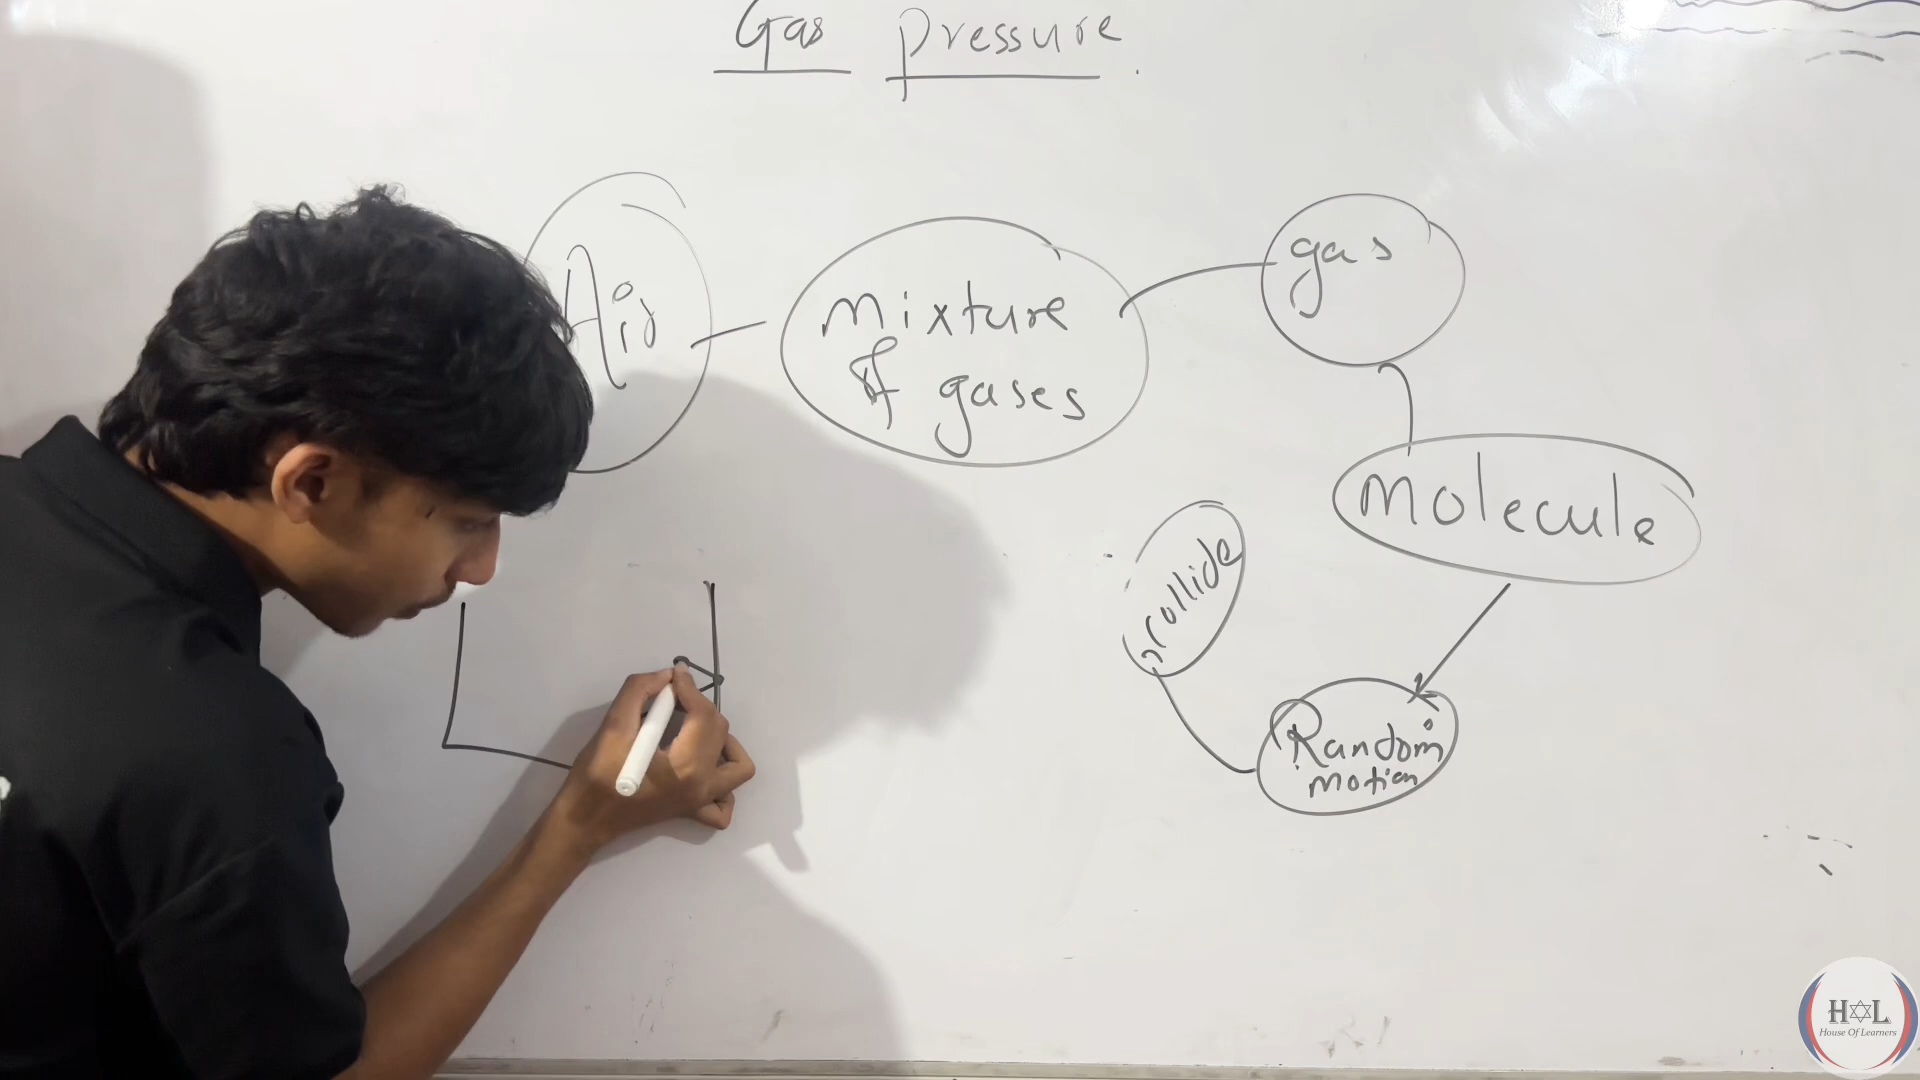 Gas Pressure.
Air
Mixture
of gases
gas
Molecule
collide
Random
motion
H L
House Of Learners